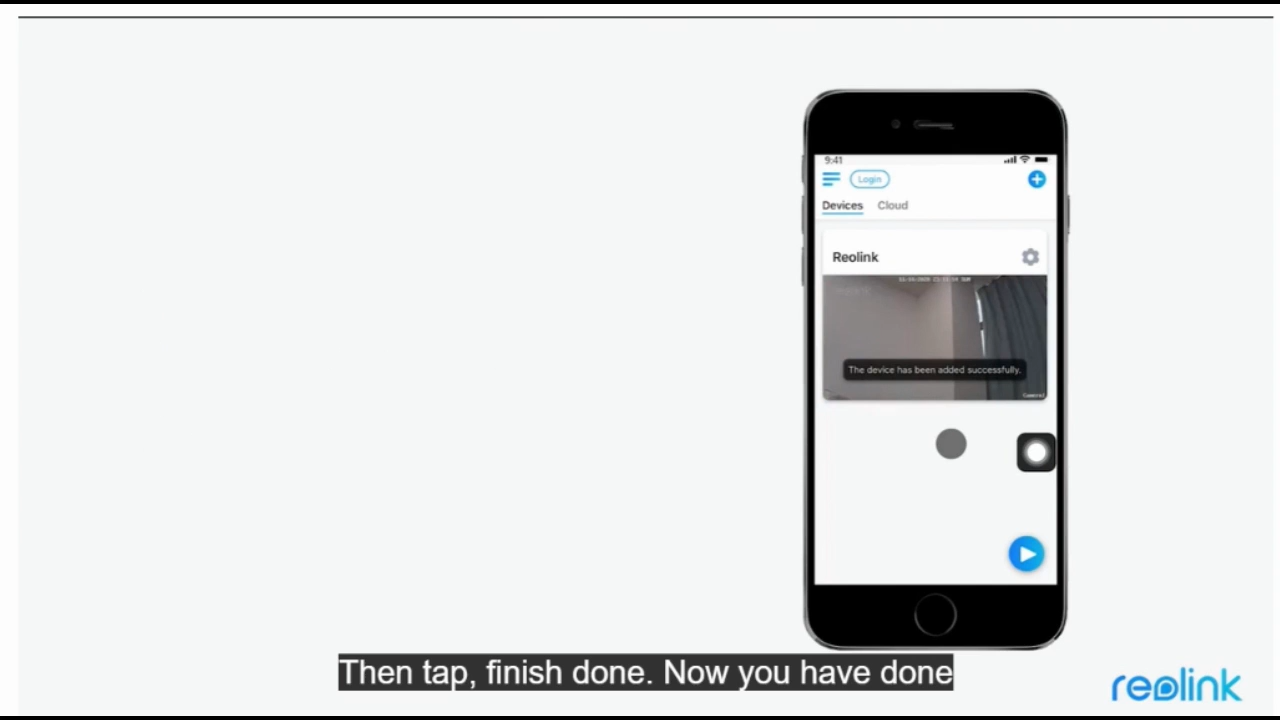 9:41
Login
Devices Cloud
Reolink
The device has been added successfully.
Then tap, finish done. Now you have done
reolink